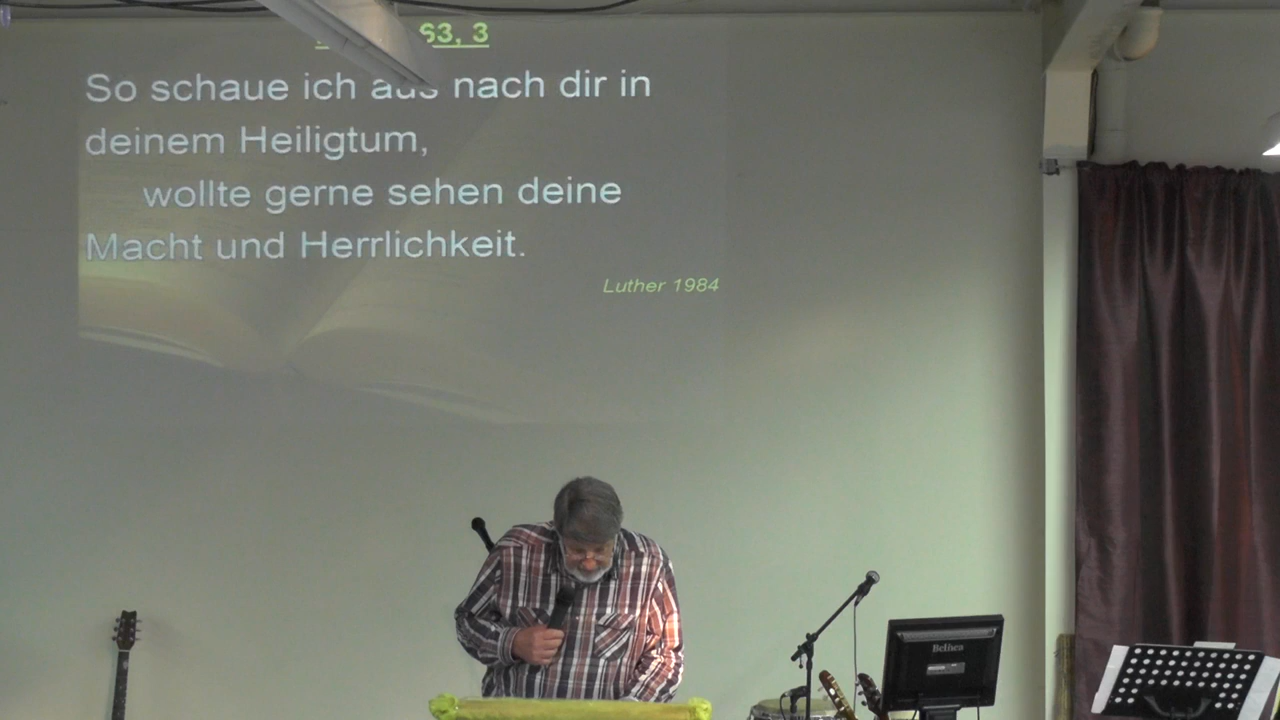 63, 3
So schaue ich aus nach dir in
deinem Heiligtum,
wollte gerne sehen deine
Macht und Herrlichkeit.
Luther 1984
Belinea